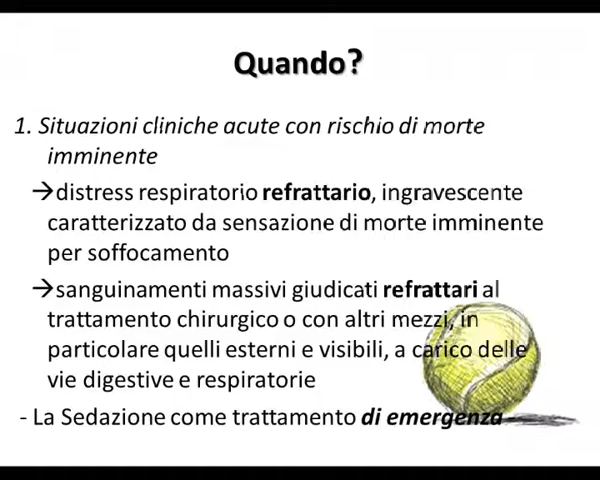 Quando?
1. Situazioni cliniche acute con rischio di morte
imminente
→distress respiratorio refrattario, ingravescente
caratterizzato da sensazione di morte imminente
per soffocamento
→sanguinamenti massivi giudicati refrattari al
trattamento chirurgico o con altri mezzi, in
particolare quelli esterni e visibili, a carico delle
vie digestive e respiratorie
- La Sedazione come trattamento di emergenza -